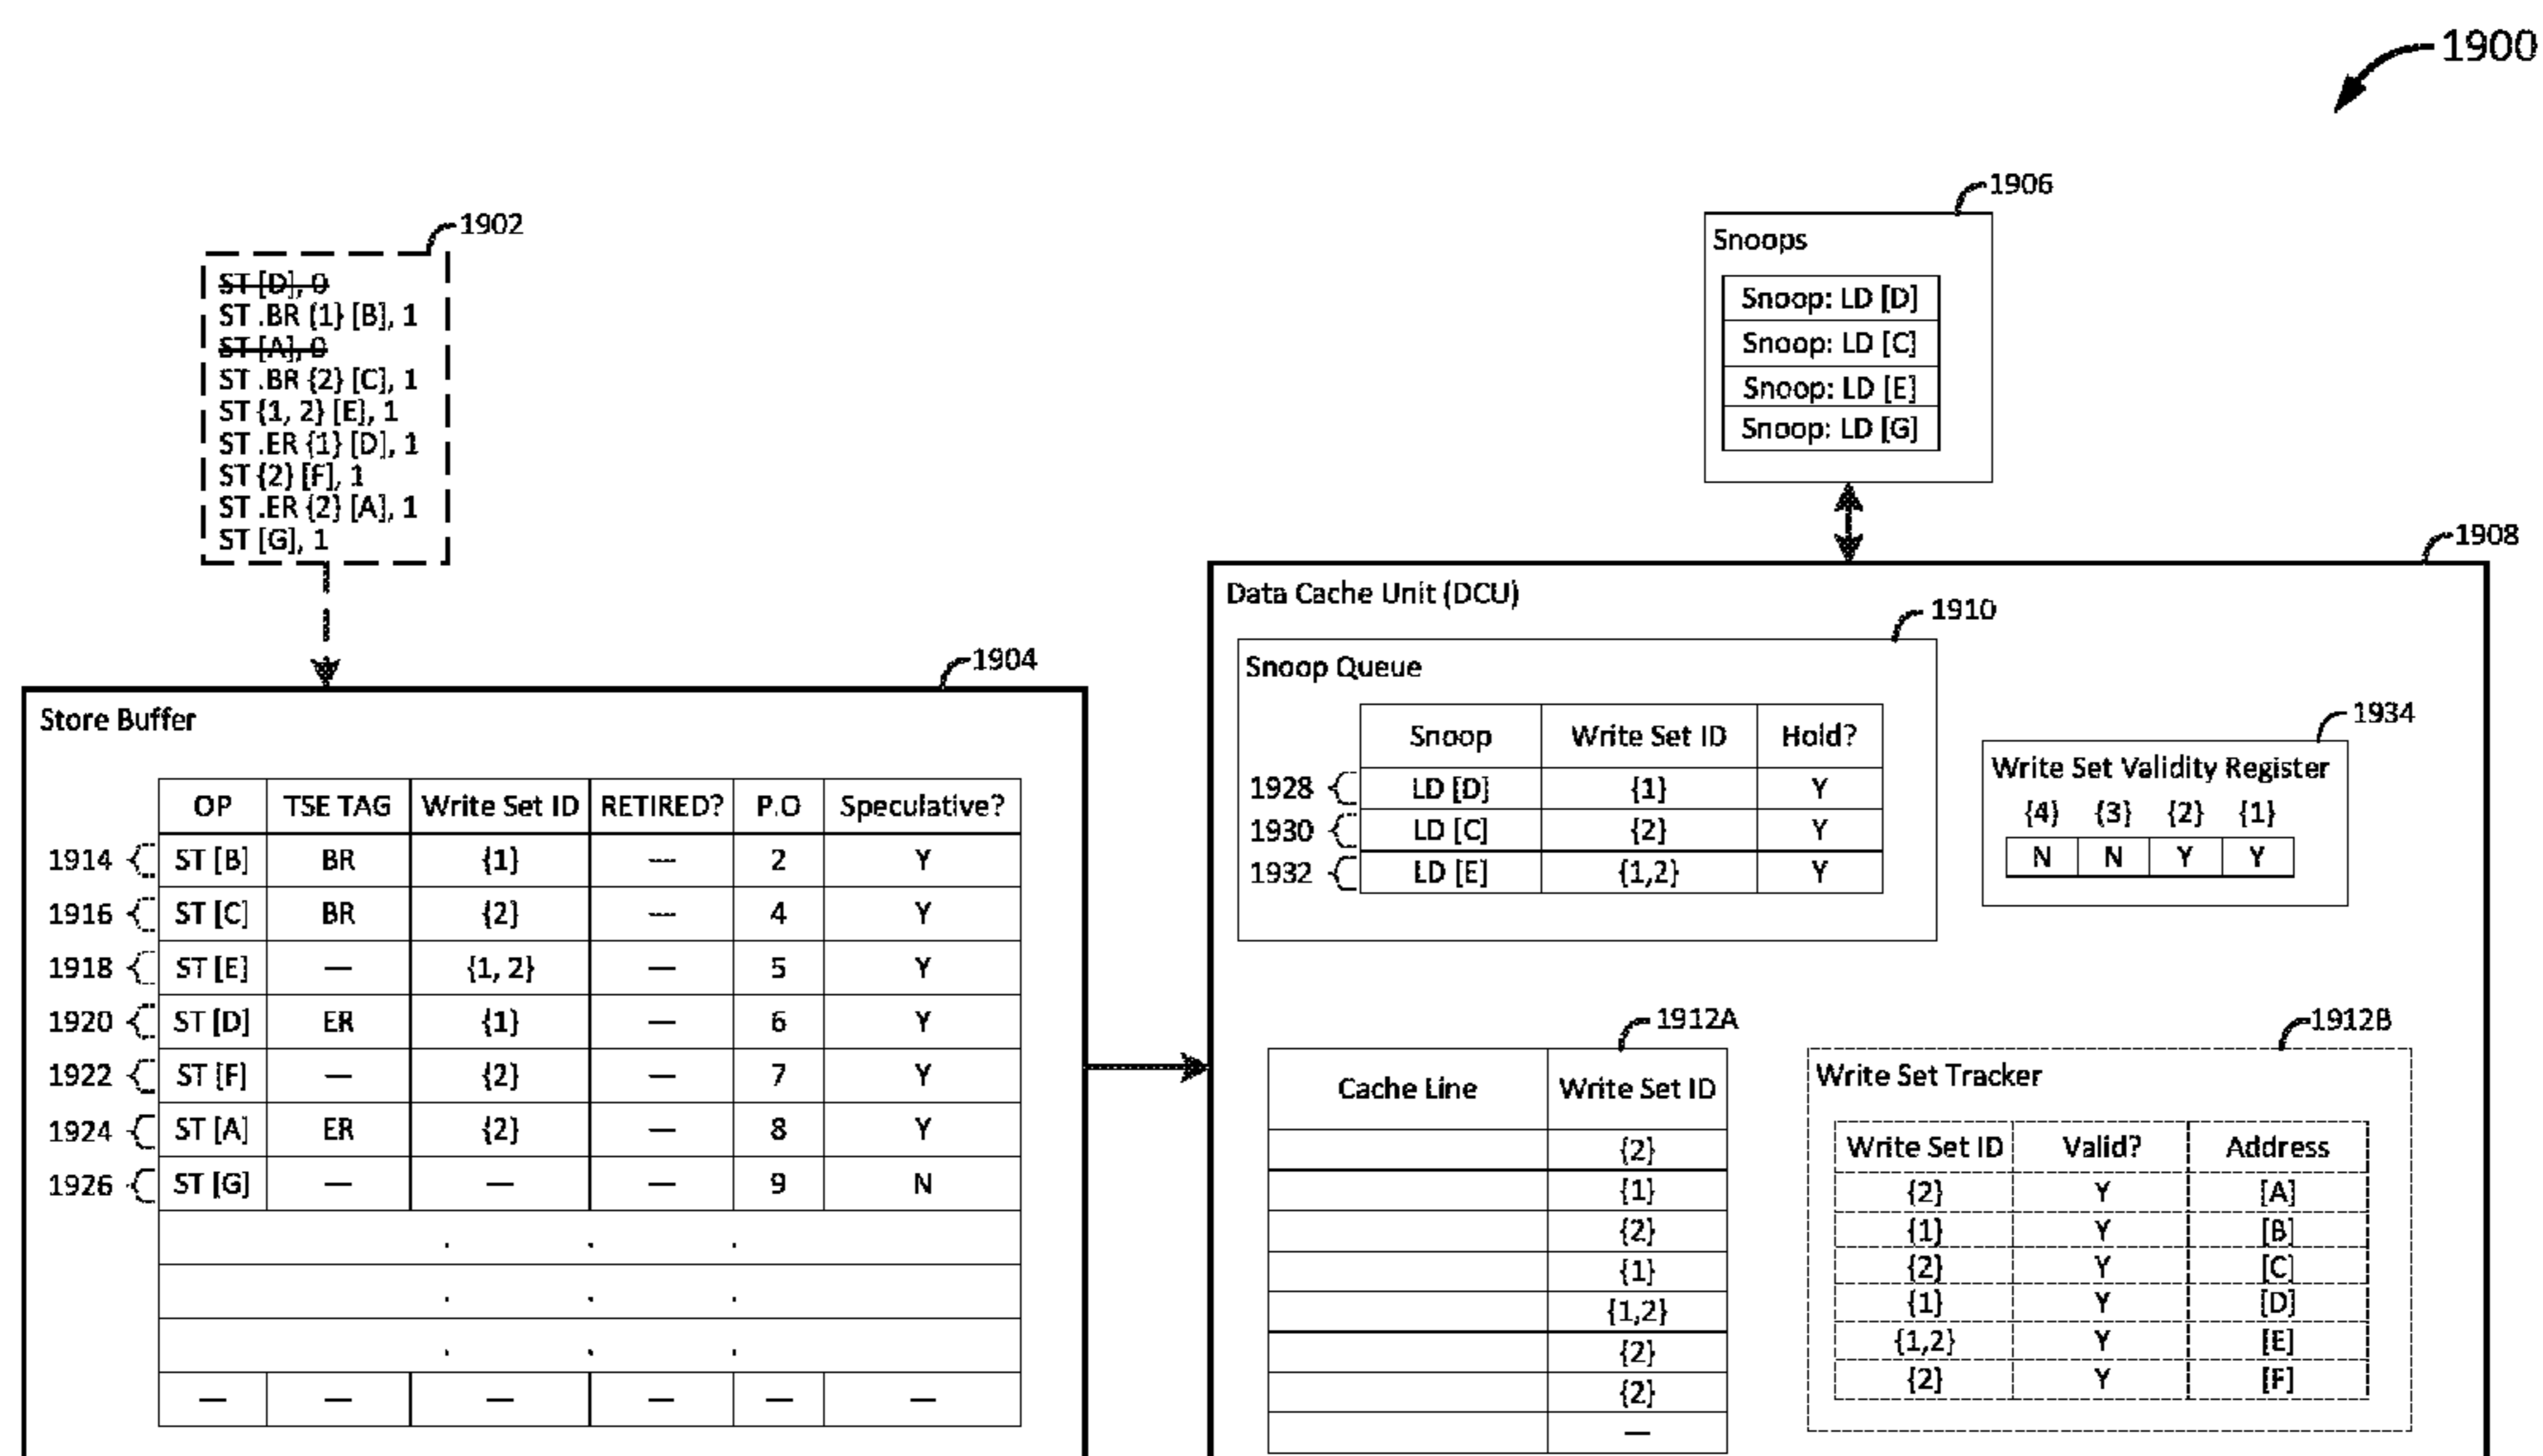 1900
1902
ST [D], 0
ST .BR {1} [B], 1
ST [A], 0
ST .BR {2} [C], 1
ST {1, 2} [E], 1
ST .ER {1} [D], 1
ST {2} [F], 1
ST .ER {2} [A], 1
ST [G], 1
1906
Snoops
Snoop: LD [D]
Snoop: LD [C]
Snoop: LD [E]
Snoop: LD [G]
1904
Store Buffer
OP TSE TAG Write Set ID RETIRED? P.O Speculative?
1914 ST [B] BR {1} — 2 Y
1916 ST [C] BR {2} — 4 Y
1918 ST [E] — {1, 2} — 5 Y
1920 ST [D] ER {1} — 6 Y
1922 ST [F] — {2} — 7 Y
1924 ST [A] ER {2} — 8 Y
1926 ST [G] — — — 9 N
. . .
. . .
. . .
— — — — — —
1908
Data Cache Unit (DCU)
1910
Snoop Queue
Snoop Write Set ID Hold?
1928 LD [D] {1} Y
1930 LD [C] {2} Y
1932 LD [E] {1,2} Y
1934
Write Set Validity Register
{4} {3} {2} {1}
N N Y Y
1912A
Cache Line Write Set ID
{2}
{1}
{2}
{1}
{1,2}
{2}
{2}
—
1912B
Write Set Tracker
Write Set ID Valid? Address
{2} Y [A]
{1} Y [B]
{2} Y [C]
{1} Y [D]
{1,2} Y [E]
{2} Y [F]